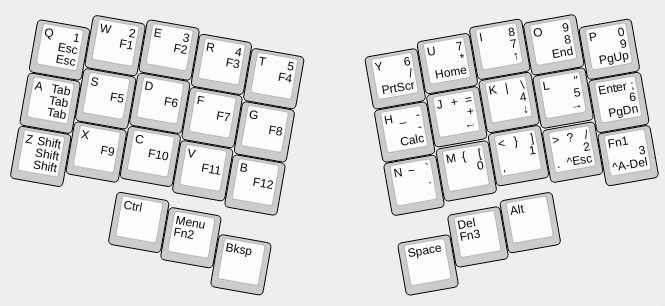 Q 1
Esc
Esc
W 2
F1
E 3
F2
R 4
F3
T 5
F4
Y 6
/
PrtScr
U 7
*
Home
I 8
7
↑
O 9
8
End
P 0
9
PgUp
A Tab
Tab
Tab
S
F5
D
F6
F
F7
G
F8
H _ -
-
Calc
J + =
+
←
K | \
4
↓
L "
5
→
Enter ;
6
PgDn
Z Shift
Shift
Shift
X
F9
C
F10
V
F11
B
F12
N ~ `
.
M { [
0
< } ]
1
,
> ? /
2
. ^Esc
Fn1
3
^A-Del
Ctrl
Menu
Fn2
Bksp
Space
Del
Fn3
Alt